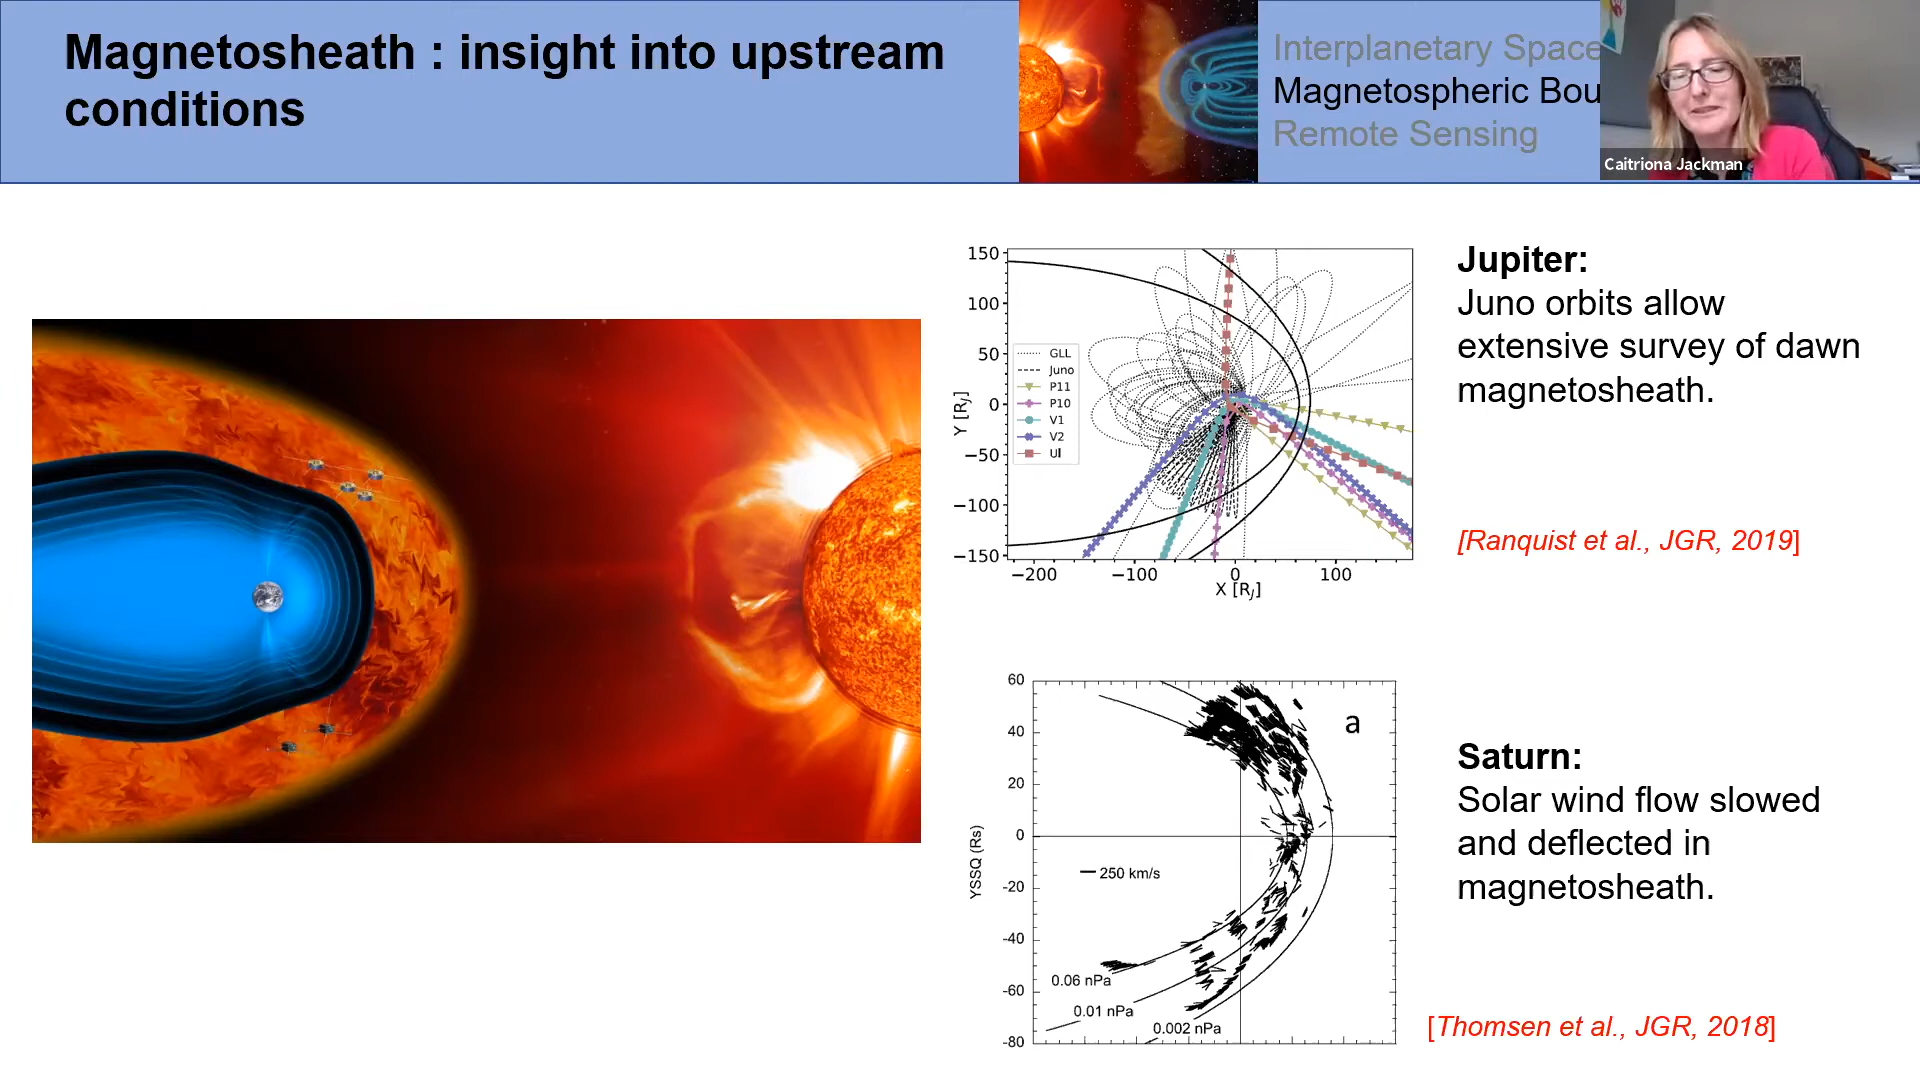 Magnetosheath : insight into upstream
conditions
Interplanetary Space
Magnetospheric Bou
Remote Sensing
Caitriona Jackman
150
100
50
0
−50
−100
−150
Y [RJ]
GLL
Juno
P11
P10
V1
V2
Ul
−200
−100
0
100
X [RJ]
Jupiter:
Juno orbits allow
extensive survey of dawn
magnetosheath.
[Ranquist et al., JGR, 2019]
60
40
20
0
-20
-40
-60
-80
YSSQ (Rs)
a
250 km/s
0.06 nPa
0.01 nPa
0.002 nPa
Saturn:
Solar wind flow slowed
and deflected in
magnetosheath.
[Thomsen et al., JGR, 2018]